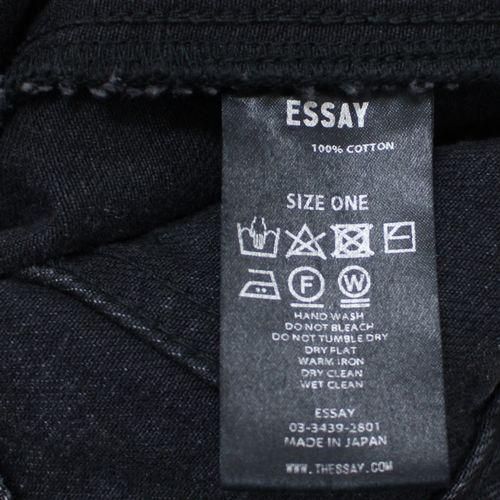 ESSAY
100% COTTON
SIZE ONE
F W
HAND WASH
DO NOT BLEACH
DO NOT TUMBLE DRY
DRY FLAT
WARM IRON
DRY CLEAN
WET CLEAN
ESSAY
03-3439-2801
MADE IN JAPAN
WWW.THESSAY.COM